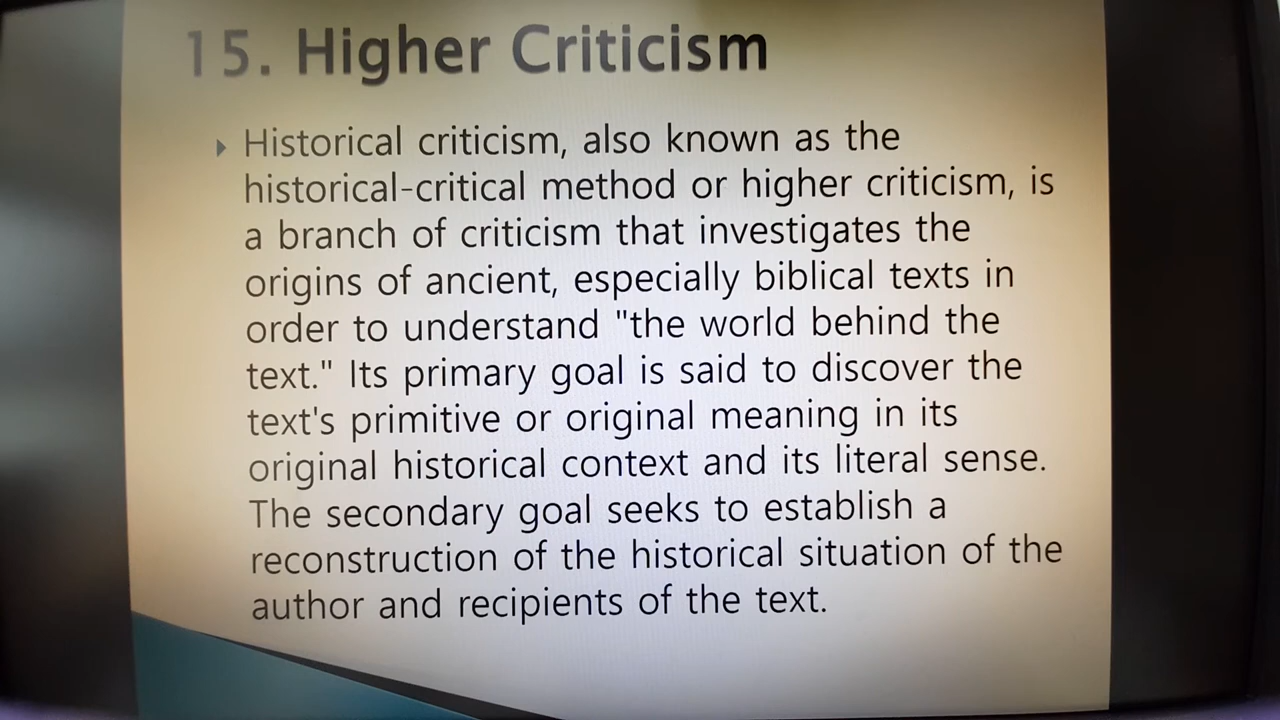 15. Higher Criticism
Historical criticism, also known as the
historical-critical method or higher criticism, is
a branch of criticism that investigates the
origins of ancient, especially biblical texts in
order to understand "the world behind the
text." Its primary goal is said to discover the
text's primitive or original meaning in its
original historical context and its literal sense.
The secondary goal seeks to establish a
reconstruction of the historical situation of the
author and recipients of the text.